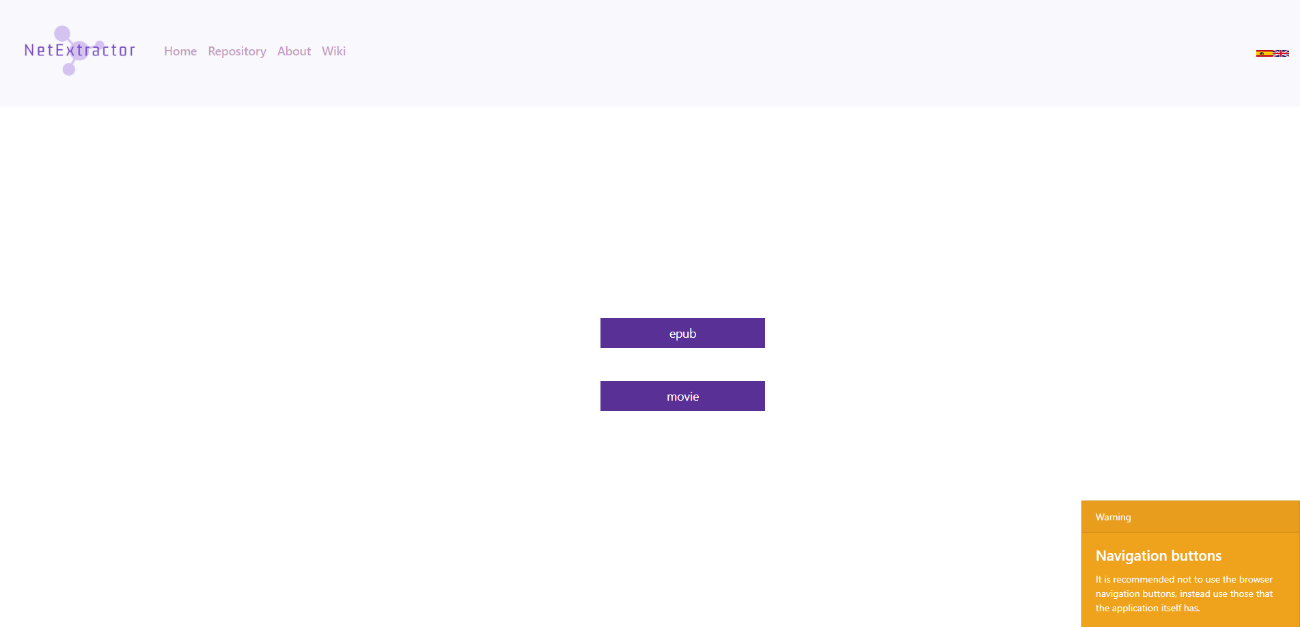 NetExtractor
Home Repository About Wiki
epub
movie
Warning
Navigation buttons
It is recommended not to use the browser
navigation buttons, instead use those that
the application itself has.